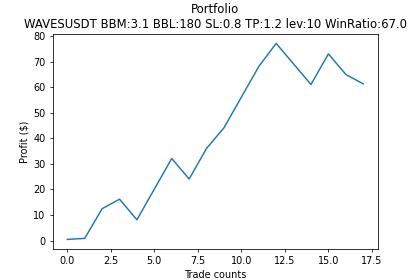 Portfolio
WAVESUSDT BBM:3.1 BBL:180 SL:0.8 TP:1.2 lev:10 WinRatio:67.0
Profit ($)
80
70
60
50
40
30
20
10
0
0.0 2.5 5.0 7.5 10.0 12.5 15.0 17.5
Trade counts